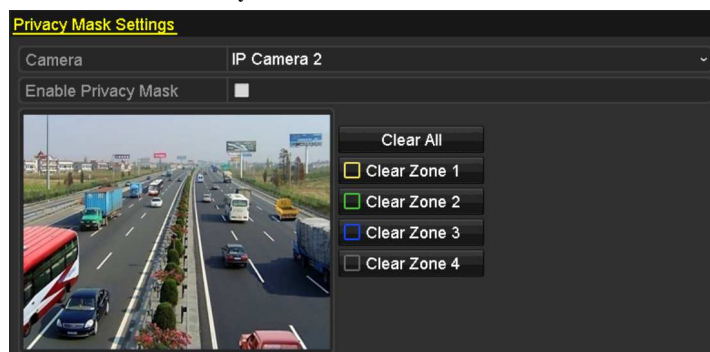 Privacy Mask Settings
Camera IP Camera 2
Enable Privacy Mask
Clear All
Clear Zone 1
Clear Zone 2
Clear Zone 3
Clear Zone 4